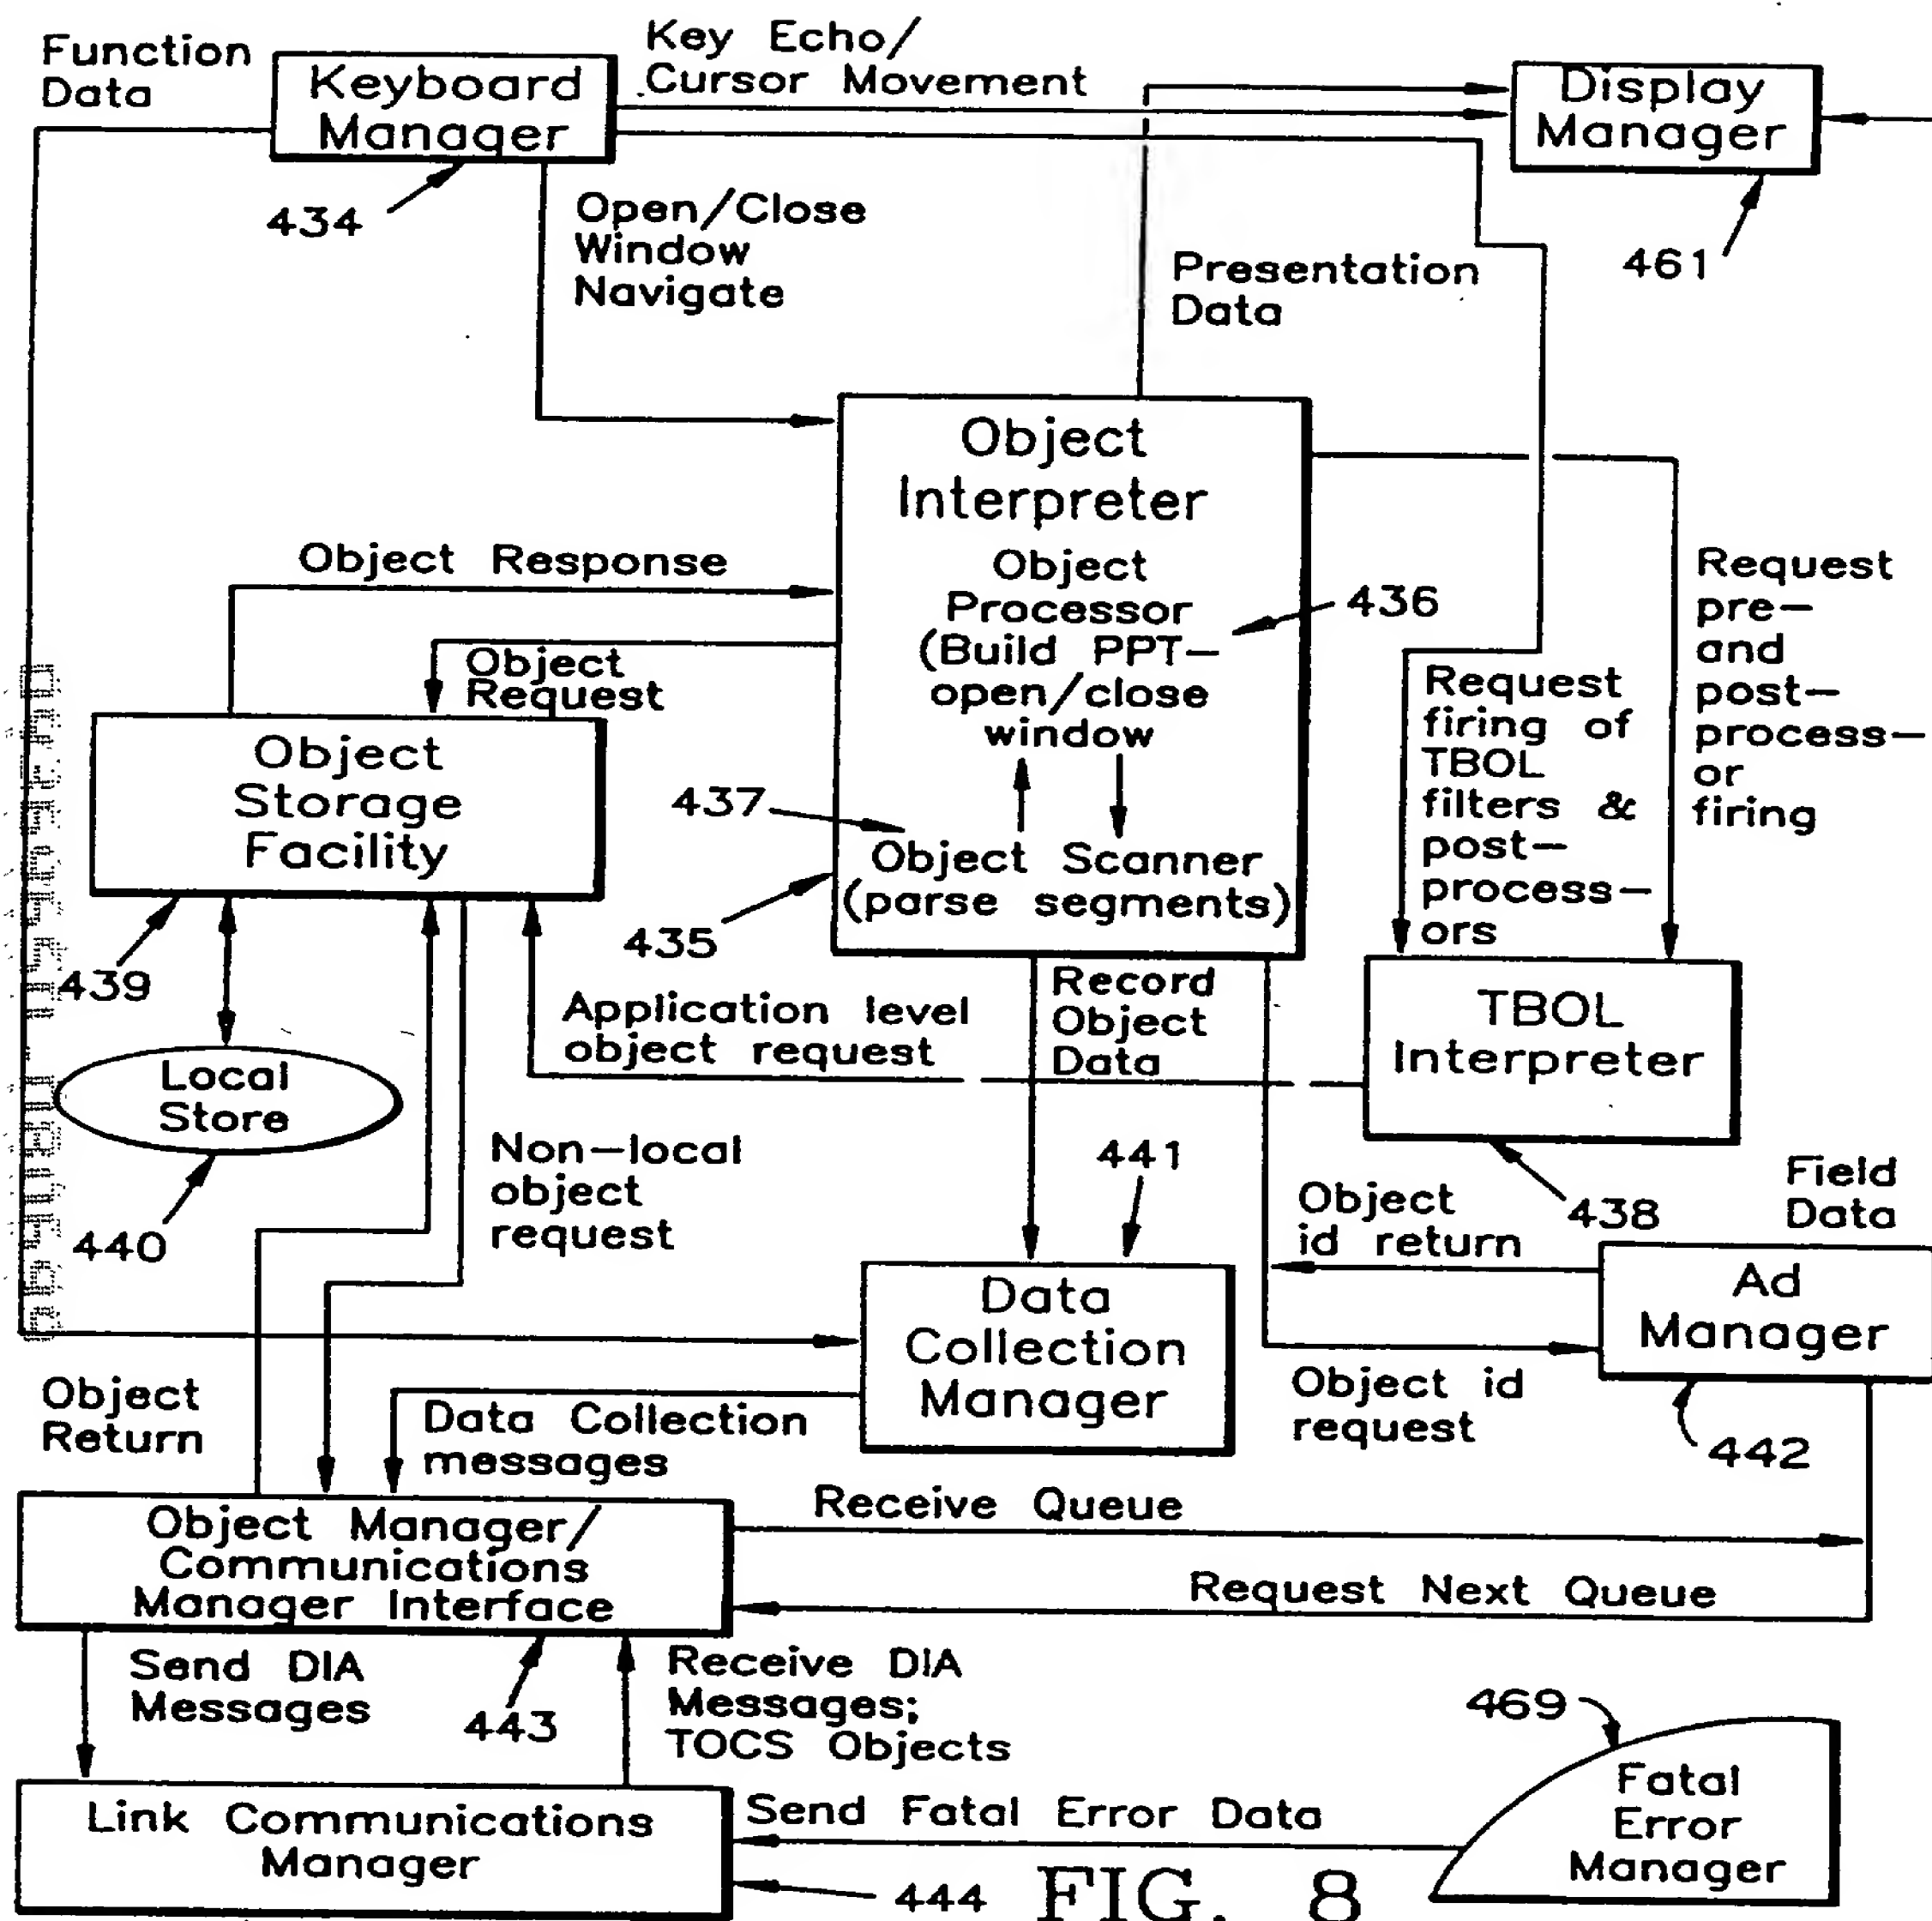 Function
Data
Keyboard
Manager
Key Echo/
Cursor Movement
Display
Manager
434
Open/Close
Window
Navigate
Presentation
Data
461
Object
Interpreter
Object
Processor
(Build PPT-
open/close
window
436
Object Response
Object
Request
Request
pre-
and
post-
process-
or
firing
Request
firing of
TBOL
filters &
post-
process-
ors
Object
Storage
Facility
437
Object Scanner
(parse segments)
435
439
Application level
object request
Record
Object
Data
TBOL
Interpreter
Local
Store
440
Non-local
object
request
441
438
Object
id return
Field
Data
Data
Collection
Manager
Ad
Manager
Object
Return
Data Collection
messages
Object id
request
442
Object Manager/
Communications
Manager Interface
Receive Queue
Request Next Queue
Send DIA
Messages
443
Receive DIA
Messages;
TOCS Objects
469
Fatal
Error
Manager
Link Communications
Manager
Send Fatal Error Data
444
FIG. 8